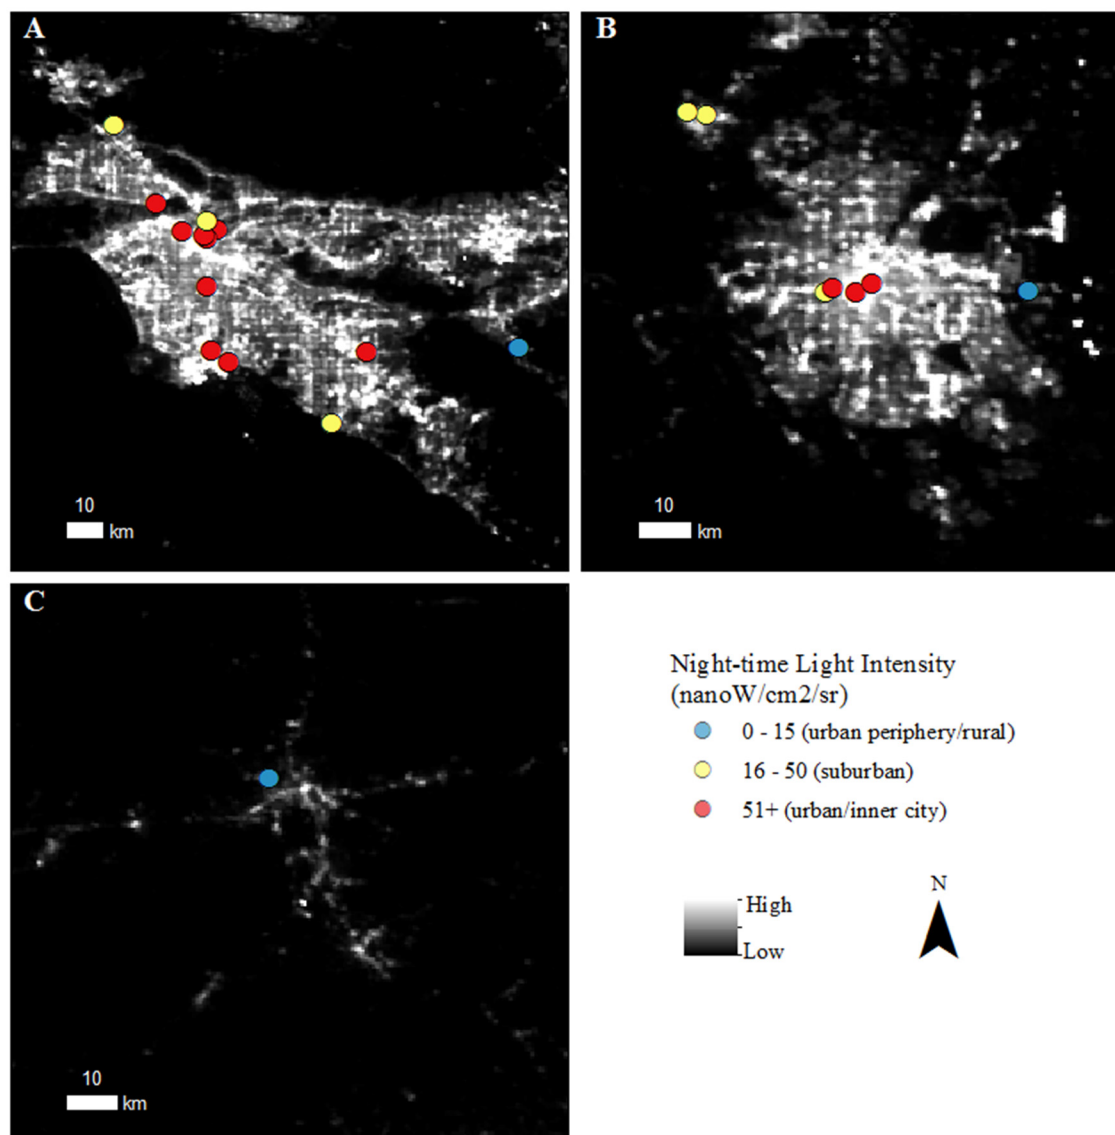 A
B
10
km
10
km
C
10
km
Night-time Light Intensity
(nanoW/cm2/sr)
0 - 15 (urban periphery/rural)
16 - 50 (suburban)
51+ (urban/inner city)
High
Low
N